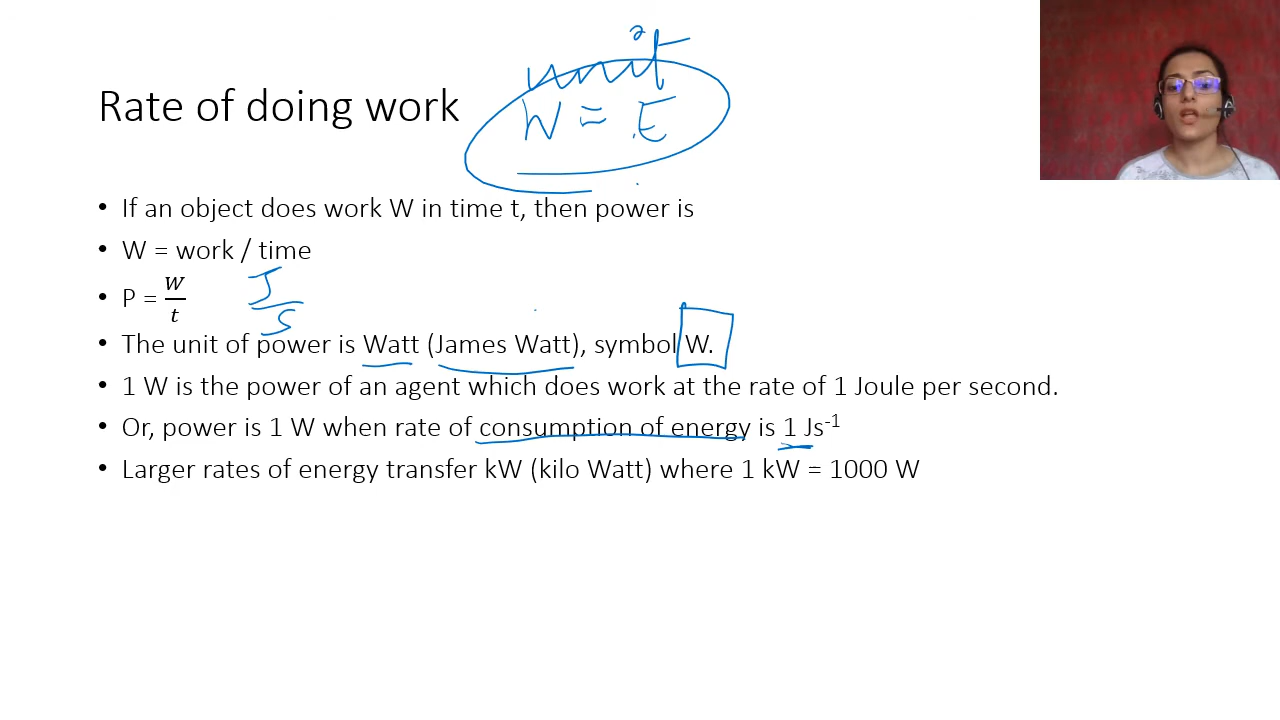 unit
W = E
Rate of doing work
• If an object does work W in time t, then power is
• W = work / time
• P = W/t
J/S
• The unit of power is Watt (James Watt), symbol W.
• 1 W is the power of an agent which does work at the rate of 1 Joule per second.
• Or, power is 1 W when rate of consumption of energy is 1 Js⁻¹
• Larger rates of energy transfer kW (kilo Watt) where 1 kW = 1000 W